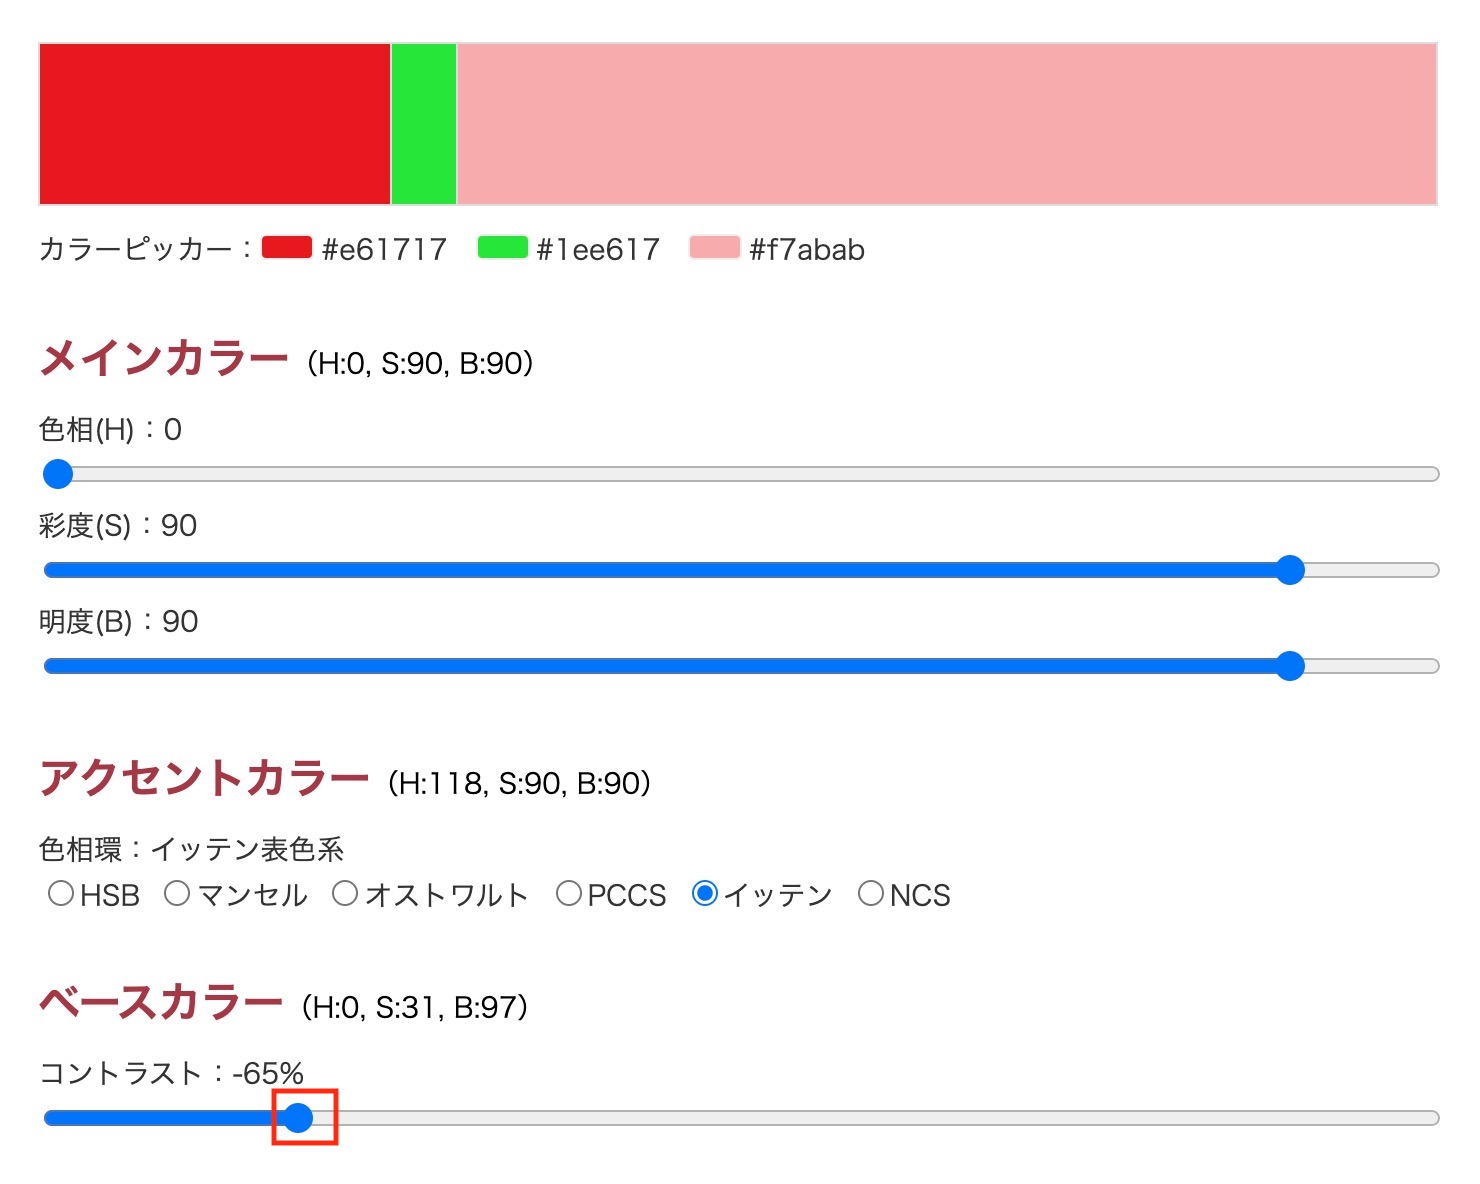 カラーピッカー：#e61717 #1ee617 #f7abab
メインカラー（H:0, S:90, B:90）
色相(H)：0
彩度(S)：90
明度(B)：90
アクセントカラー（H:118, S:90, B:90）
色相環：イッテン表色系
HSB マンセル オストワルト PCCS イッテン NCS
ベースカラー（H:0, S:31, B:97）
コントラスト：-65%